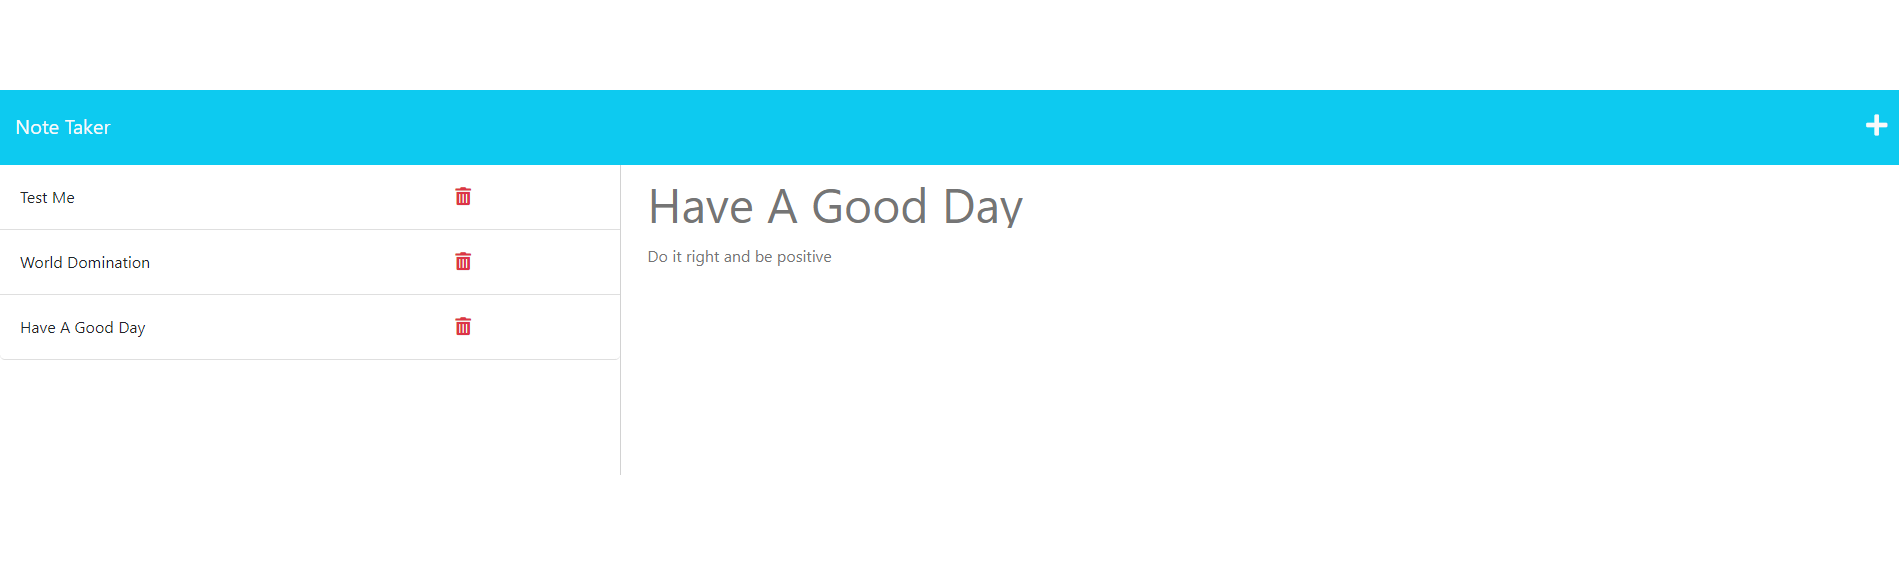 Note Taker
Test Me
World Domination
Have A Good Day
Have A Good Day
Do it right and be positive